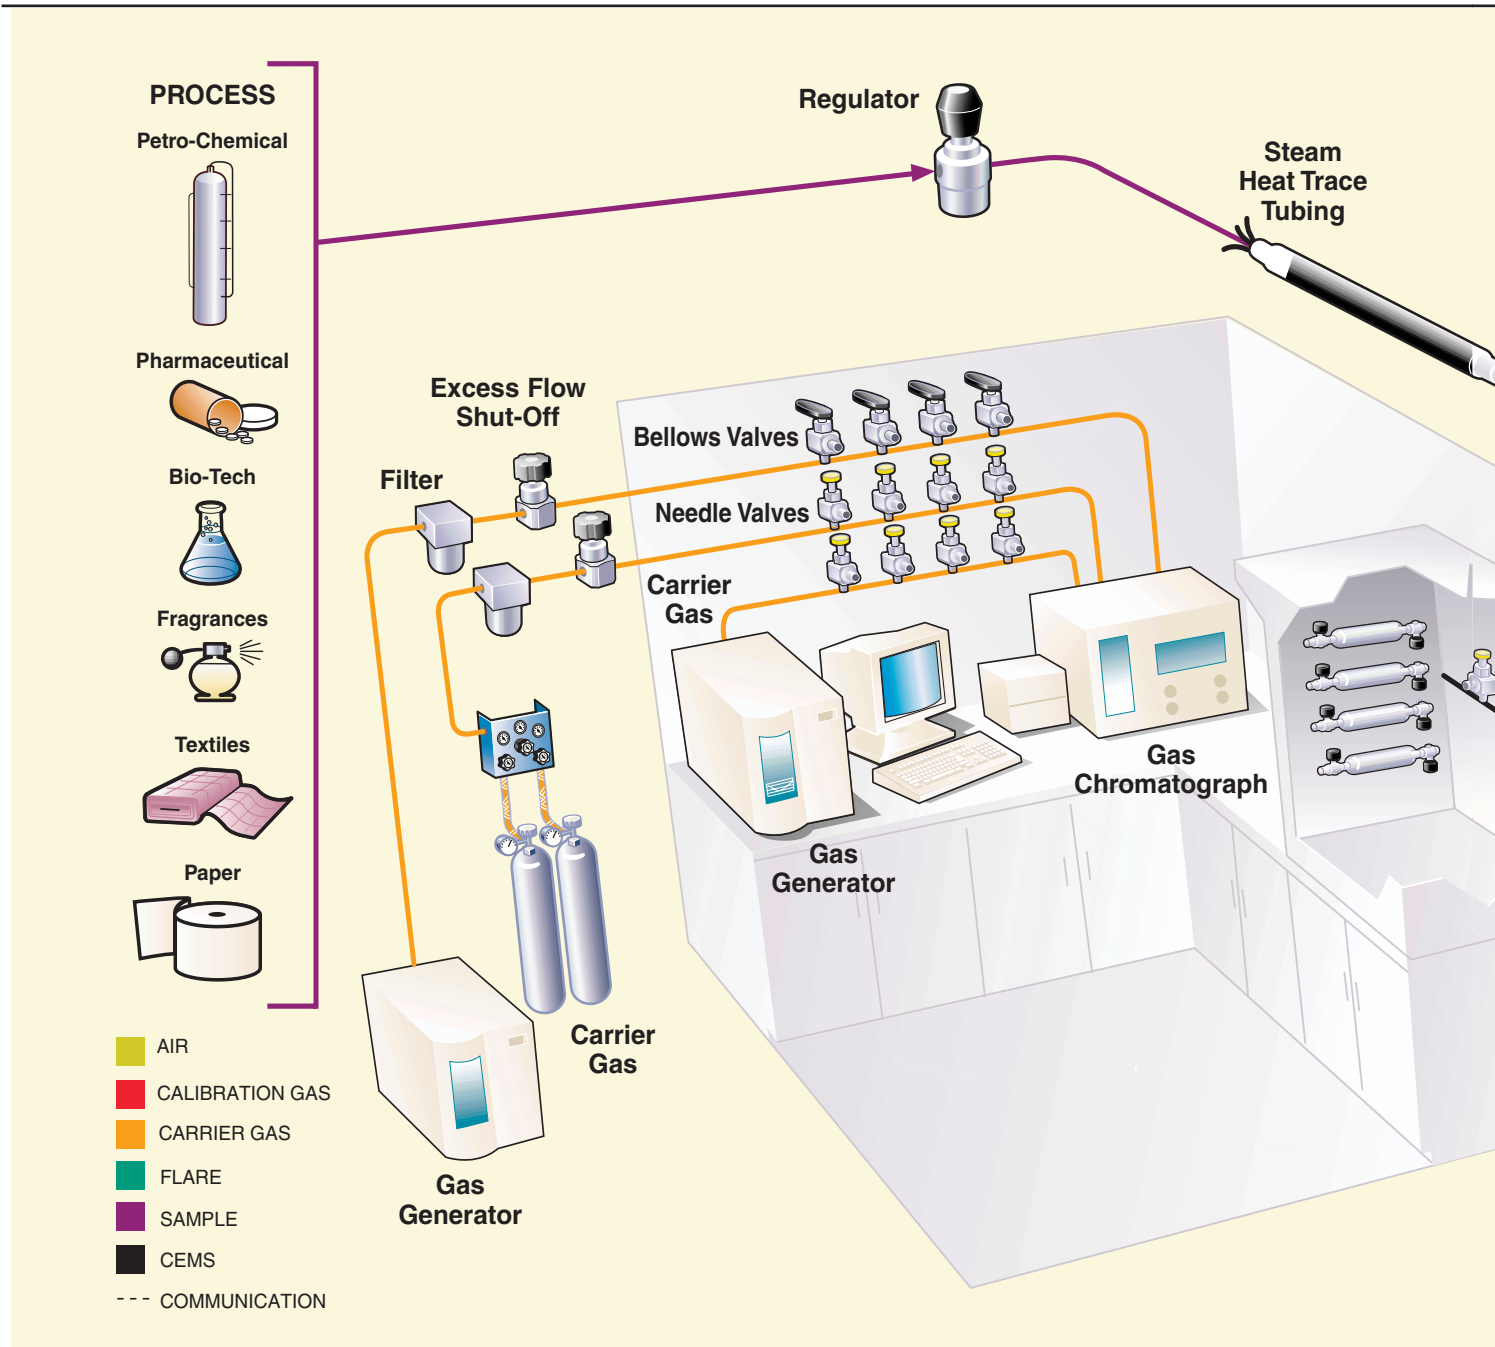 PROCESS
Petro-Chemical
Pharmaceutical
Bio-Tech
Fragrances
Textiles
Paper
Regulator
Steam
Heat Trace
Tubing
Excess Flow
Shut-Off
Filter
Bellows Valves
Needle Valves
Carrier
Gas
Gas
Chromatograph
Gas
Generator
Carrier
Gas
Gas
Generator
AIR
CALIBRATION GAS
CARRIER GAS
FLARE
SAMPLE
CEMS
COMMUNICATION